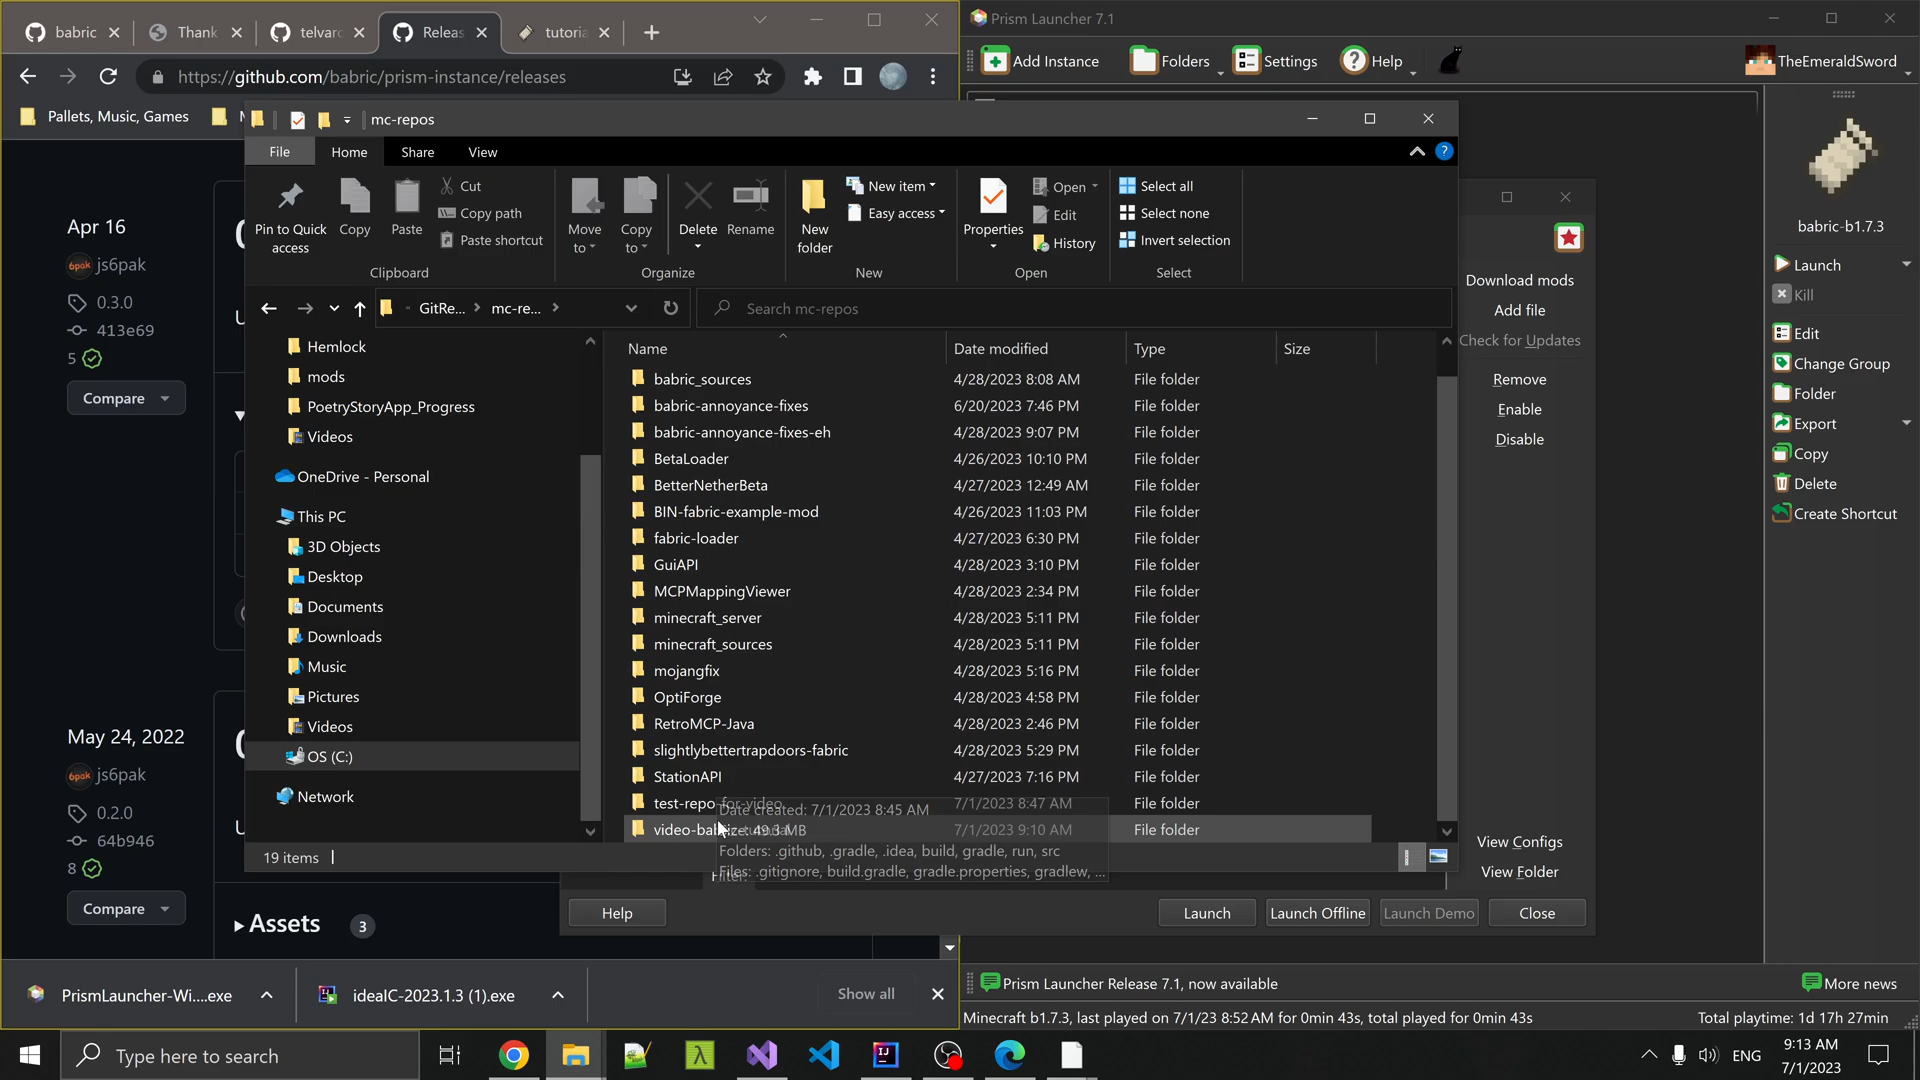 babric
Thank
telvaro
Releas
tutoria
https://github.com/babric/prism-instance/releases
Pallets, Music, Games
Prism Launcher 7.1
Add Instance
Folders
Settings
Help
TheEmeraldSword
mc-repos
File
Home
Share
View
Pin to Quick access
Copy
Paste
Cut
Copy path
Paste shortcut
Clipboard
Move to
Copy to
Delete
Rename
Organize
New folder
New item
Easy access
New
Properties
Open
Edit
History
Open
Select all
Select none
Invert selection
Select
GitRe...
mc-re...
Search mc-repos
Hemlock
mods
PoetryStoryApp_Progress
Videos
OneDrive - Personal
This PC
3D Objects
Desktop
Documents
Downloads
Music
Pictures
Videos
OS (C:)
Network
Name Date modified Type Size
babric_sources 4/28/2023 8:08 AM File folder
babric-annoyance-fixes 6/20/2023 7:46 PM File folder
babric-annoyance-fixes-eh 4/28/2023 9:07 PM File folder
BetaLoader 4/26/2023 10:10 PM File folder
BetterNetherBeta 4/27/2023 12:49 AM File folder
BIN-fabric-example-mod 4/26/2023 11:03 PM File folder
fabric-loader 4/27/2023 6:30 PM File folder
GuiAPI 4/28/2023 3:10 PM File folder
MCPMappingViewer 4/28/2023 2:34 PM File folder
minecraft_server 4/28/2023 5:11 PM File folder
minecraft_sources 4/28/2023 5:11 PM File folder
mojangfix 4/28/2023 5:16 PM File folder
OptiForge 4/28/2023 4:58 PM File folder
RetroMCP-Java 4/28/2023 2:46 PM File folder
slightlybettertrapdoors-fabric 4/28/2023 5:29 PM File folder
StationAPI 4/27/2023 7:16 PM File folder
test-repo-for-video 7/1/2023 8:47 AM File folder
7/1/2023 9:10 AM File folder
Date created: 7/1/2023 8:45 AM
49.3 MB
Folders: .github, .gradle, .idea, build, gradle, run, src
Files: .gitignore, build.gradle, gradle.properties, gradlew, ...
19 items
Filter:
Apr 16
js6pak
0.3.0
413e69
5
Compare
May 24, 2022
js6pak
0.2.0
64b946
8
Compare
Assets 3
Download mods
Add file
Check for Updates
Remove
Enable
Disable
View Configs
View Folder
Help
Launch
Launch Offline
Launch Demo
Close
babric-b1.7.3
Launch
Kill
Edit
Change Group
Folder
Export
Copy
Delete
Create Shortcut
PrismLauncher-Wi....exe
ideaIC-2023.1.3 (1).exe
Show all
Prism Launcher Release 7.1, now available
More news
Minecraft b1.7.3, last played on 7/1/23 8:52 AM for 0min 43s, total played for 0min 43s
Total playtime: 1d 17h 27min
Type here to search
ENG
9:13 AM
7/1/2023